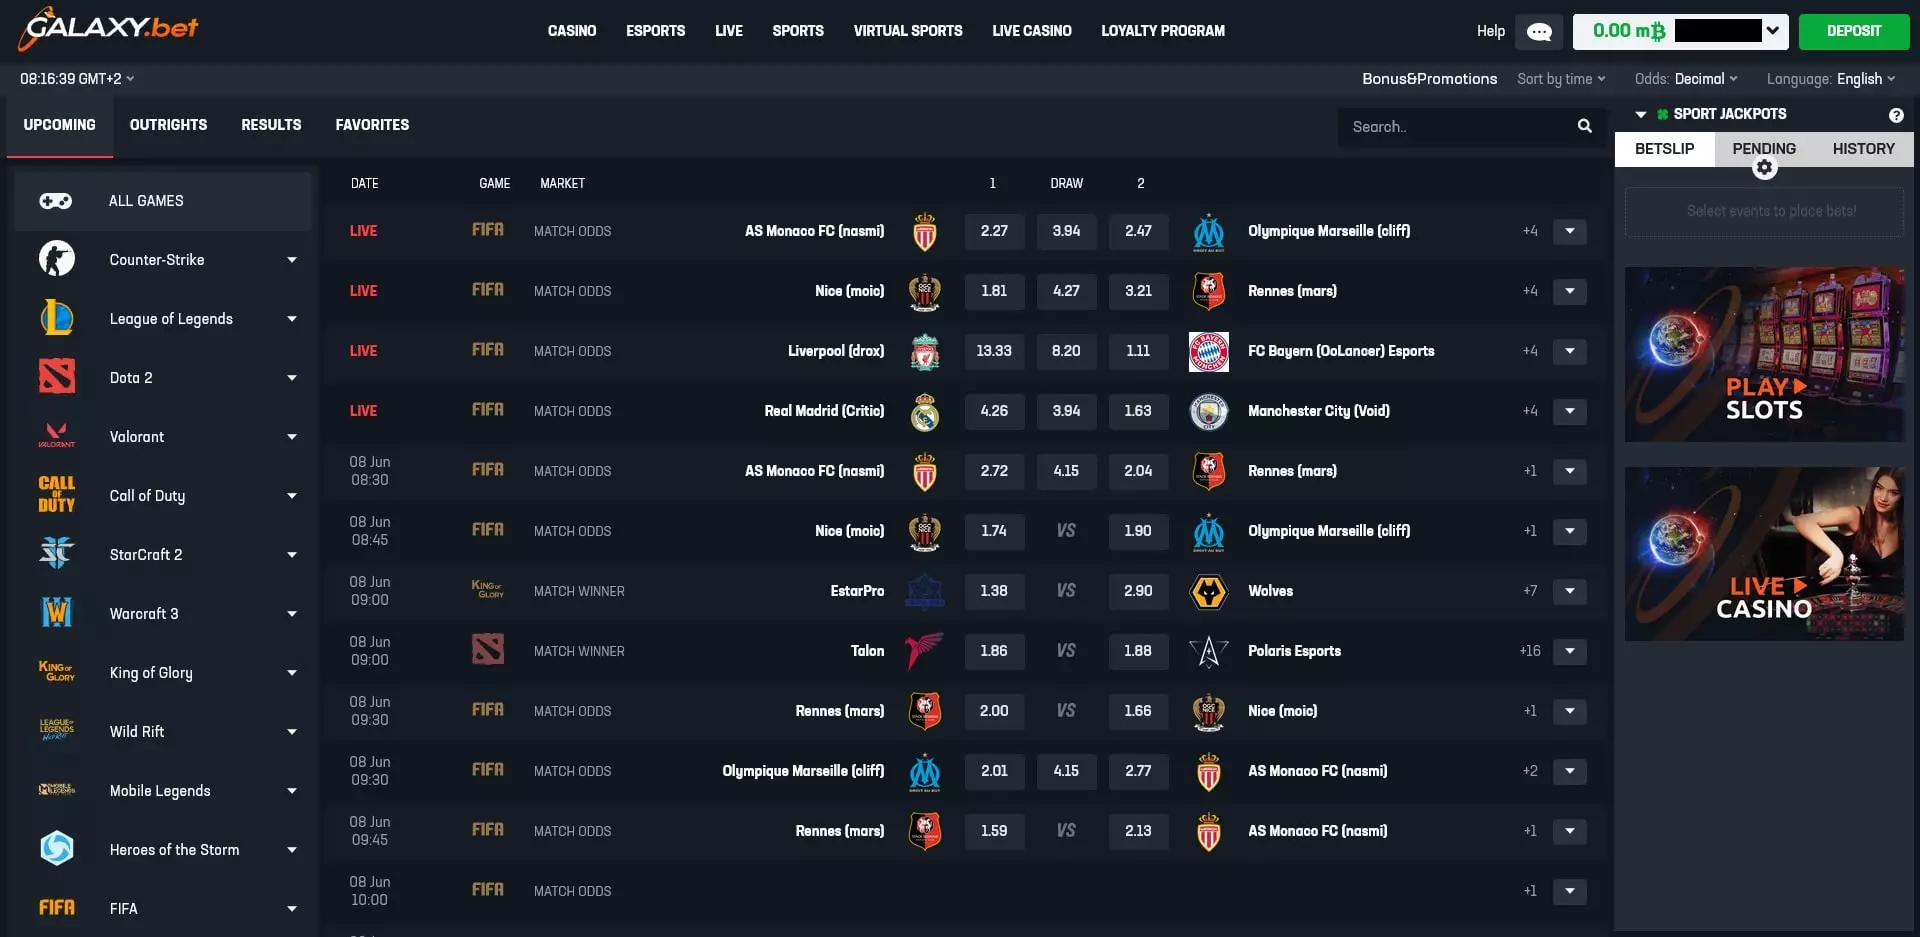 GALAXY.bet
CASINO ESPORTS LIVE SPORTS VIRTUAL SPORTS LIVE CASINO LOYALTY PROGRAM
Help 0.00 m₿ DEPOSIT
08:16:39 GMT+2
Bonus&Promotions Sort by time Odds: Decimal Language: English
UPCOMING OUTRIGHTS RESULTS FAVORITES
Search..
ALL GAMES
Counter-Strike
League of Legends
Dota 2
VALORANT Valorant
CALL OF DUTY Call of Duty
StarCraft 2
Warcraft 3
KING OF GLORY King of Glory
LEAGUE OF LEGENDS Wild Rift
MOBILE LEGENDS Mobile Legends
Heroes of the Storm
FIFA FIFA
DATE GAME MARKET 1 DRAW 2
LIVE FIFA MATCH ODDS AS Monaco FC (nasmi) 2.27 3.94 2.47 Olympique Marseille (cliff) +4
LIVE FIFA MATCH ODDS Nice (moic) 1.81 4.27 3.21 Rennes (mars) +4
LIVE FIFA MATCH ODDS Liverpool (drox) 13.33 8.20 1.11 FC Bayern (OoLancer) Esports +4
LIVE FIFA MATCH ODDS Real Madrid (Critic) 4.26 3.94 1.63 Manchester City (Void) +4
08 Jun
08:30 FIFA MATCH ODDS AS Monaco FC (nasmi) 2.72 4.15 2.04 Rennes (mars) +1
08 Jun
08:45 FIFA MATCH ODDS Nice (moic) 1.74 VS 1.90 Olympique Marseille (cliff) +1
08 Jun
09:00 KING OF GLORY MATCH WINNER EstarPro 1.38 VS 2.90 Wolves +7
08 Jun
09:00 MATCH WINNER Talon 1.86 VS 1.88 Polaris Esports +16
08 Jun
09:30 FIFA MATCH ODDS Rennes (mars) 2.00 VS 1.66 Nice (moic) +1
08 Jun
09:30 FIFA MATCH ODDS Olympique Marseille (cliff) 2.01 4.15 2.77 AS Monaco FC (nasmi) +2
08 Jun
09:45 FIFA MATCH ODDS Rennes (mars) 1.59 VS 2.13 AS Monaco FC (nasmi) +1
08 Jun
10:00 FIFA MATCH ODDS +1
SPORT JACKPOTS
BETSLIP PENDING HISTORY
Select events to place bets!
PLAY
SLOTS
LIVE
CASINO